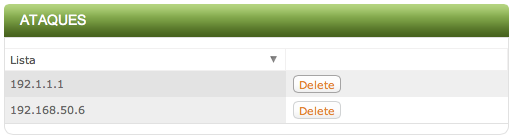 ATAQUES
Lista ▼
192.1.1.1 Delete
192.168.50.6 Delete